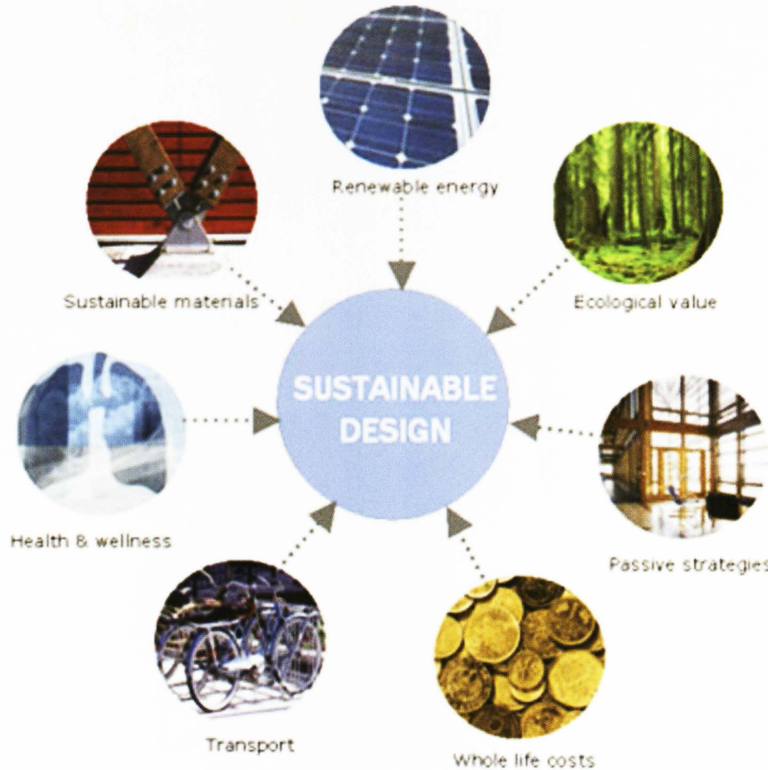 Renewable energy
Sustainable materials
Ecological value
SUSTAINABLE
DESIGN
Health & wellness
Passive strategies
Transport
Whole life costs